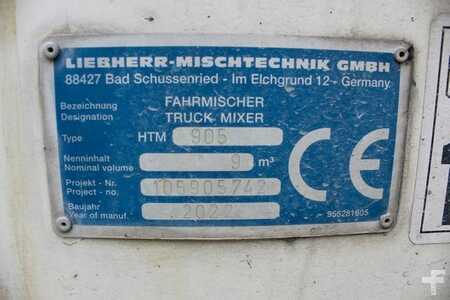 LIEBHERR-MISCHTECHNIK GMBH
88427 Bad Schussenried - Im Elchgrund 12 - Germany
Bezeichnung FAHRMISCHER
Designation TRUCK MIXER
Type HTM 905
Nenninhalt
Nominal volume 9 m³
Projekt - Nr.
Project - no. 105905742
Baujahr
Year of manuf. 2022
CE
956281605